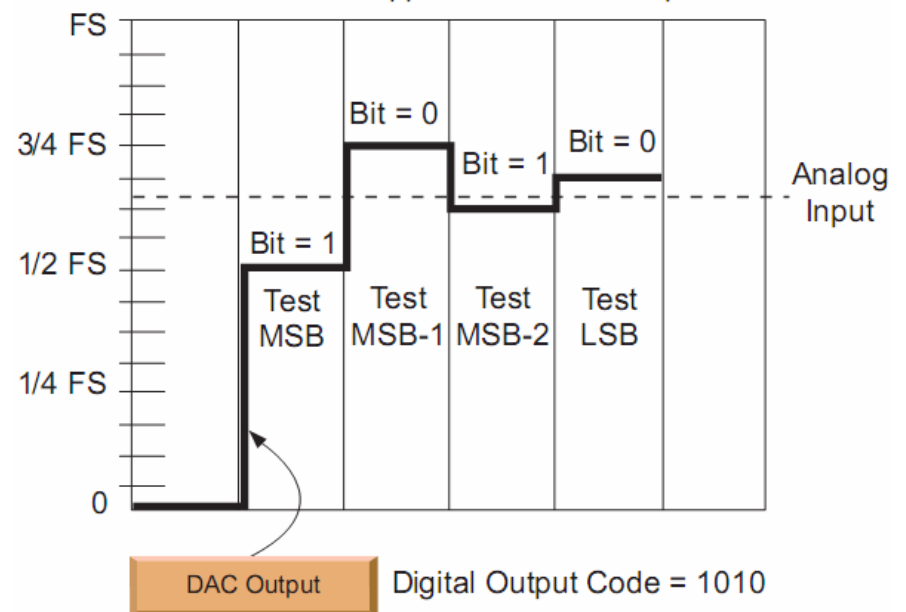 FS
3/4 FS
1/2 FS
1/4 FS
0
Bit = 1
Bit = 0
Bit = 1
Bit = 0
Test
MSB
Test
MSB-1
Test
MSB-2
Test
LSB
Analog
Input
DAC Output
Digital Output Code = 1010